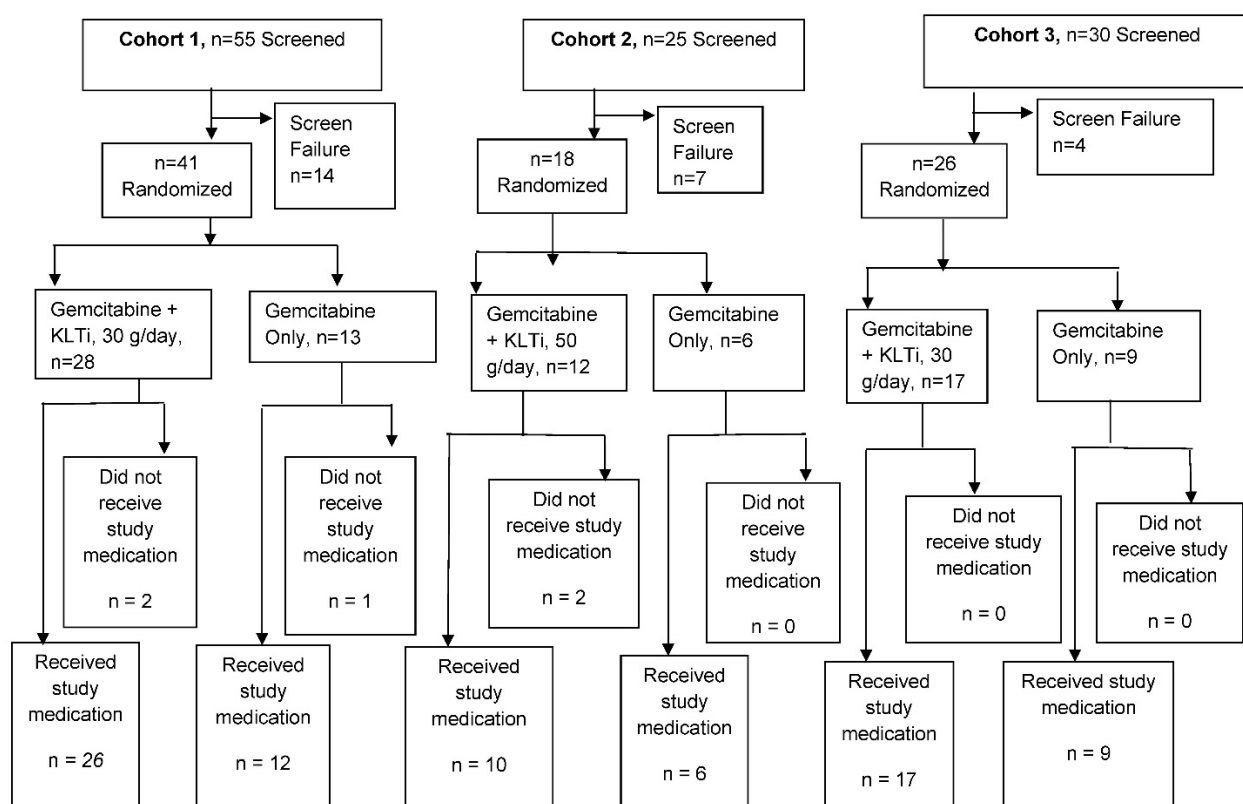 Cohort 1, n=55 Screened
Screen
Failure
n=14
n=41
Randomized
Gemcitabine +
KLTi, 30 g/day,
n=28
Gemcitabine
Only, n=13
Did not
receive
study
medication
n = 2
Did not
receive
study
medication
n = 1
Received
study
medication
n = 26
Received
study
medication
n = 12
Cohort 2, n=25 Screened
Screen
Failure
n=7
n=18
Randomized
Gemcitabine
+ KLTi, 50
g/day, n=12
Gemcitabine
Only, n=6
Did not
receive study
medication
n = 2
Did not
receive
study
medication
n = 0
Received
study
medication
n = 10
Received
study
medication
n = 6
Cohort 3, n=30 Screened
Screen Failure
n=4
n=26
Randomized
Gemcitabine
+ KLTi, 30
g/day, n=17
Gemcitabine
Only, n=9
Did not
receive study
medication
n = 0
Did not
receive study
medication
n = 0
Received
study
medication
n = 17
Received study
medication
n = 9